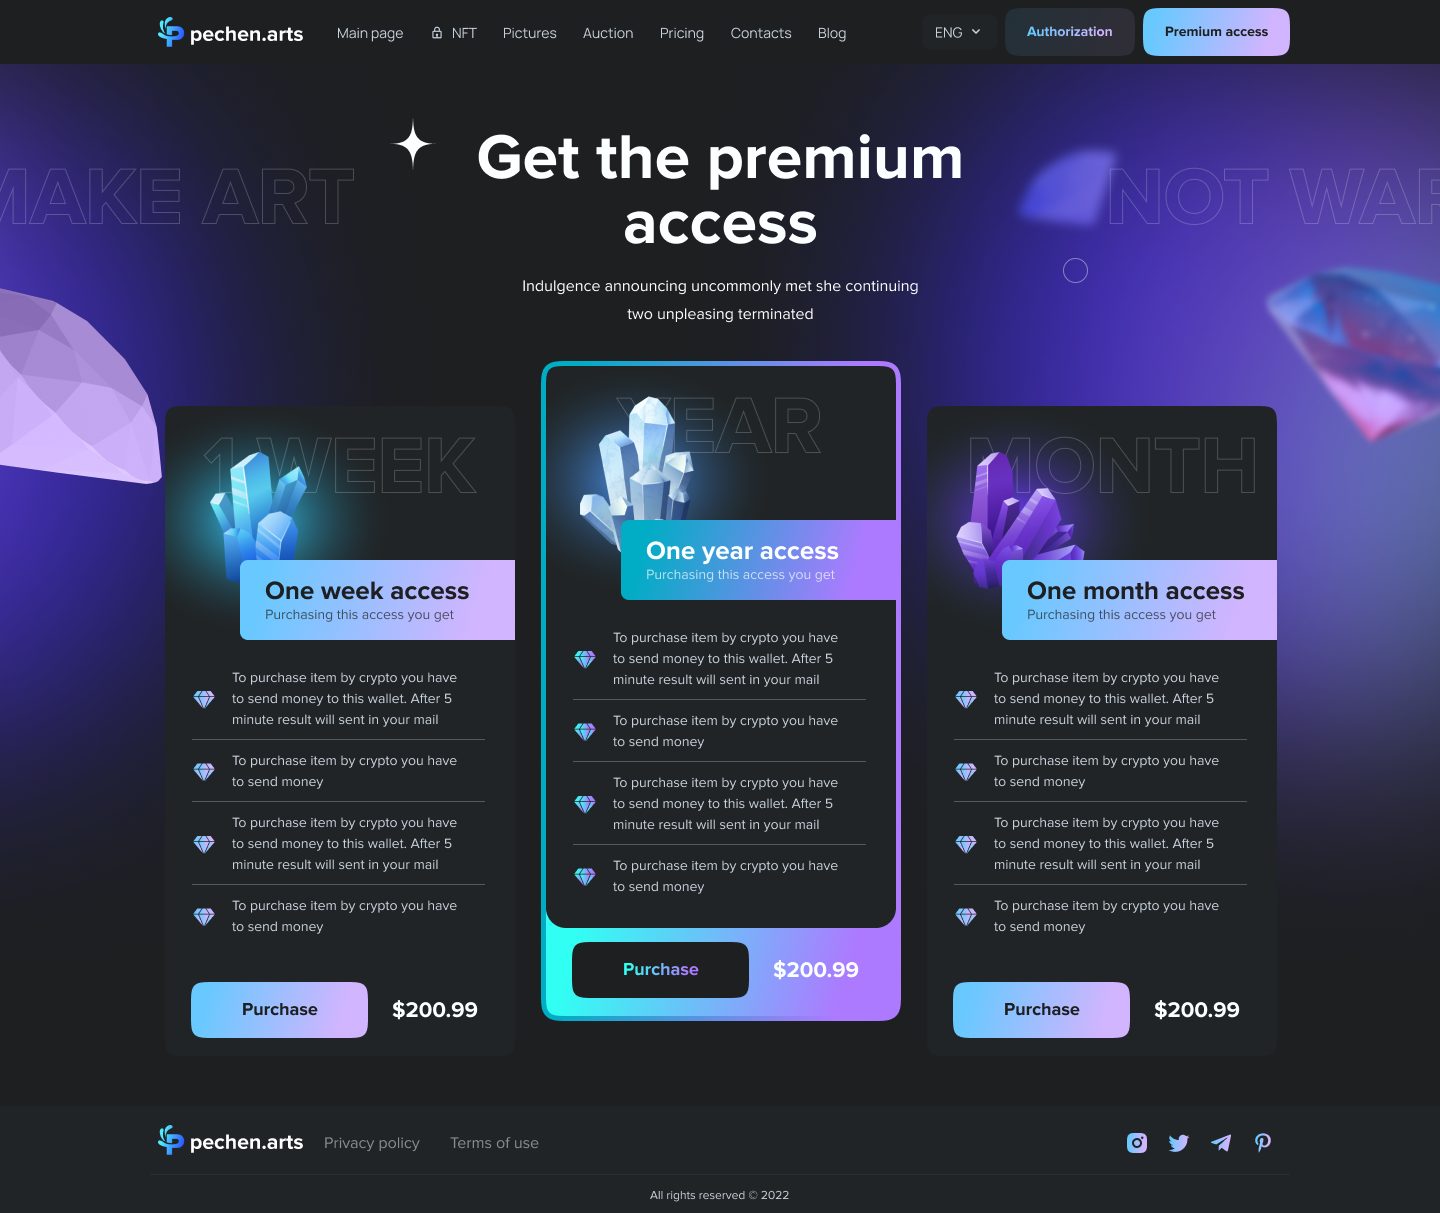 pechen.arts
Main page
NFT
Pictures
Auction
Pricing
Contacts
Blog
ENG
Authorization
Premium access
MAKE ART
Get the premium
access
NOT WAR
Indulgence announcing uncommonly met she continuing
two unpleasing terminated
1 WEEK
One week access
Purchasing this access you get
To purchase item by crypto you have
to send money to this wallet. After 5
minute result will sent in your mail
To purchase item by crypto you have
to send money
To purchase item by crypto you have
to send money to this wallet. After 5
minute result will sent in your mail
To purchase item by crypto you have
to send money
Purchase
$200.99
YEAR
One year access
Purchasing this access you get
To purchase item by crypto you have
to send money to this wallet. After 5
minute result will sent in your mail
To purchase item by crypto you have
to send money
To purchase item by crypto you have
to send money to this wallet. After 5
minute result will sent in your mail
To purchase item by crypto you have
to send money
Purchase
$200.99
MONTH
One month access
Purchasing this access you get
To purchase item by crypto you have
to send money to this wallet. After 5
minute result will sent in your mail
To purchase item by crypto you have
to send money
To purchase item by crypto you have
to send money to this wallet. After 5
minute result will sent in your mail
To purchase item by crypto you have
to send money
Purchase
$200.99
pechen.arts
Privacy policy
Terms of use
All rights reserved © 2022